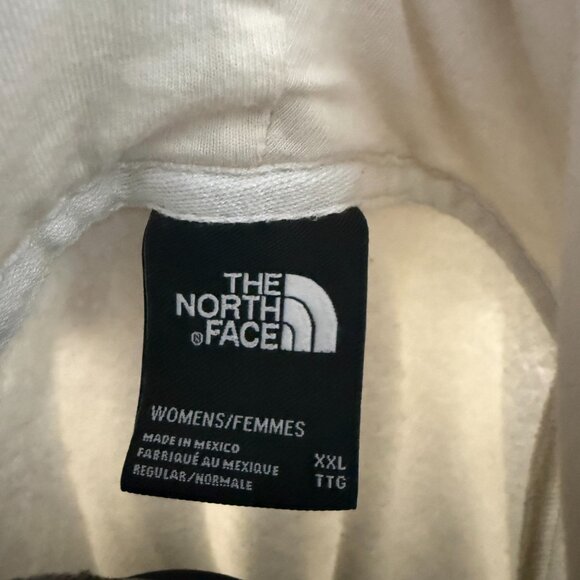 THE
NORTH
®FACE
WOMENS/FEMMES
MADE IN MEXICO
FABRIQUÉ AU MEXIQUE
REGULAR/NORMALE
XXL
TTG